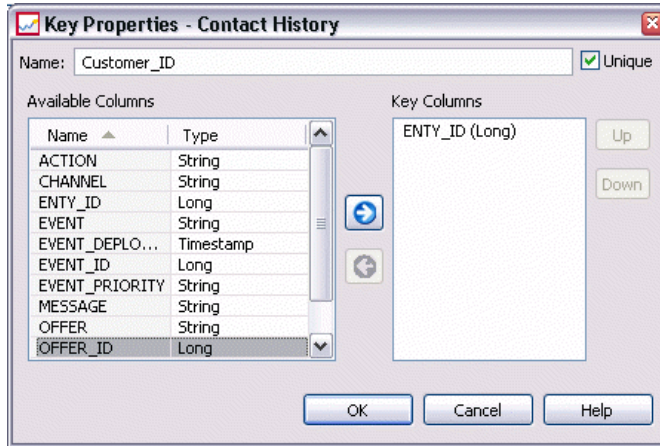 Key Properties - Contact History
Name: Customer_ID Unique
Available Columns Key Columns
Name Type ENTY_ID (Long) Up
ACTION String
CHANNEL String Down
ENTY_ID Long
EVENT String
EVENT_DEPLO... Timestamp
EVENT_ID Long
EVENT_PRIORITY String
MESSAGE String
OFFER String
OFFER_ID Long
OK Cancel Help